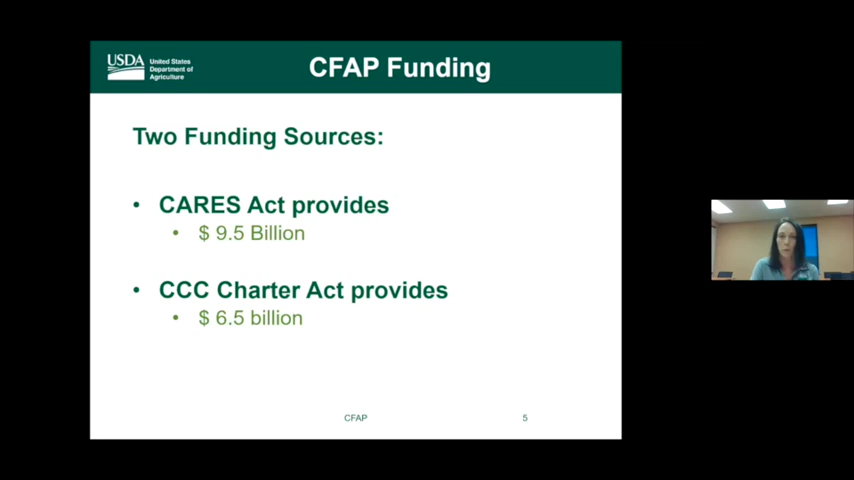 USDA
United States
Department of
Agriculture
CFAP Funding
Two Funding Sources:
• CARES Act provides
• $ 9.5 Billion
• CCC Charter Act provides
• $ 6.5 billion
CFAP
5